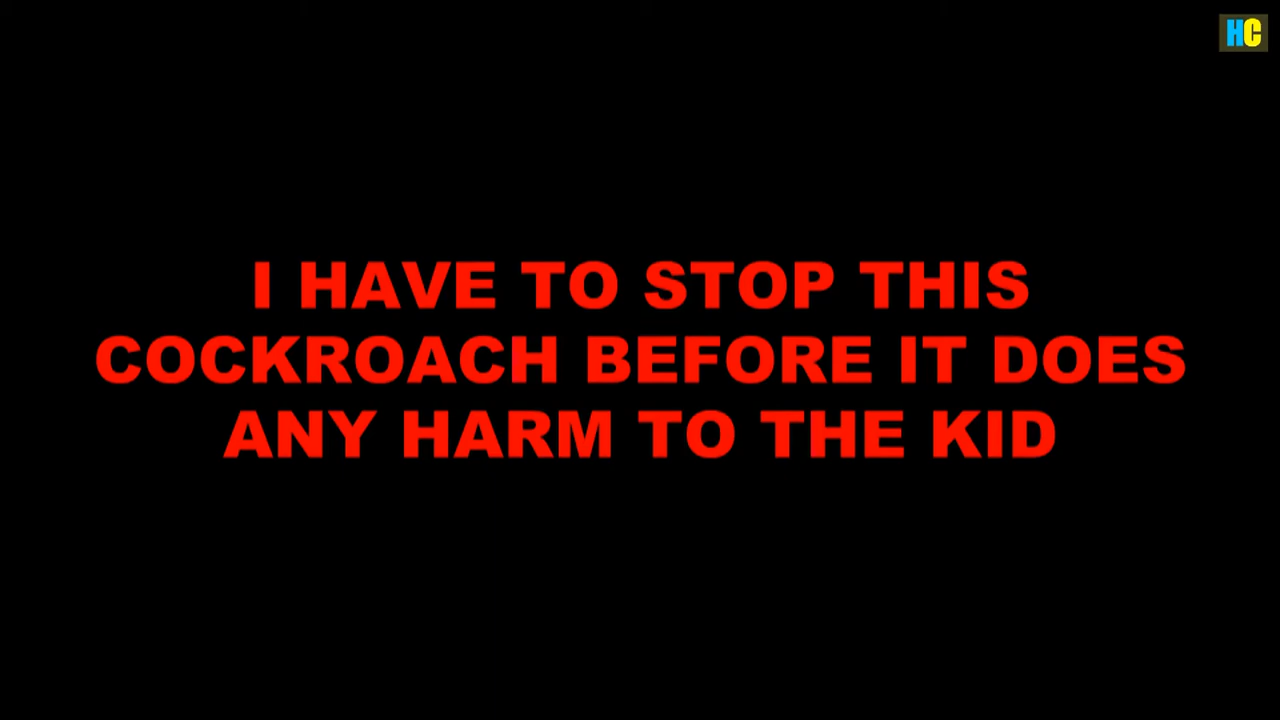 HC
I HAVE TO STOP THIS
COCKROACH BEFORE IT DOES
ANY HARM TO THE KID